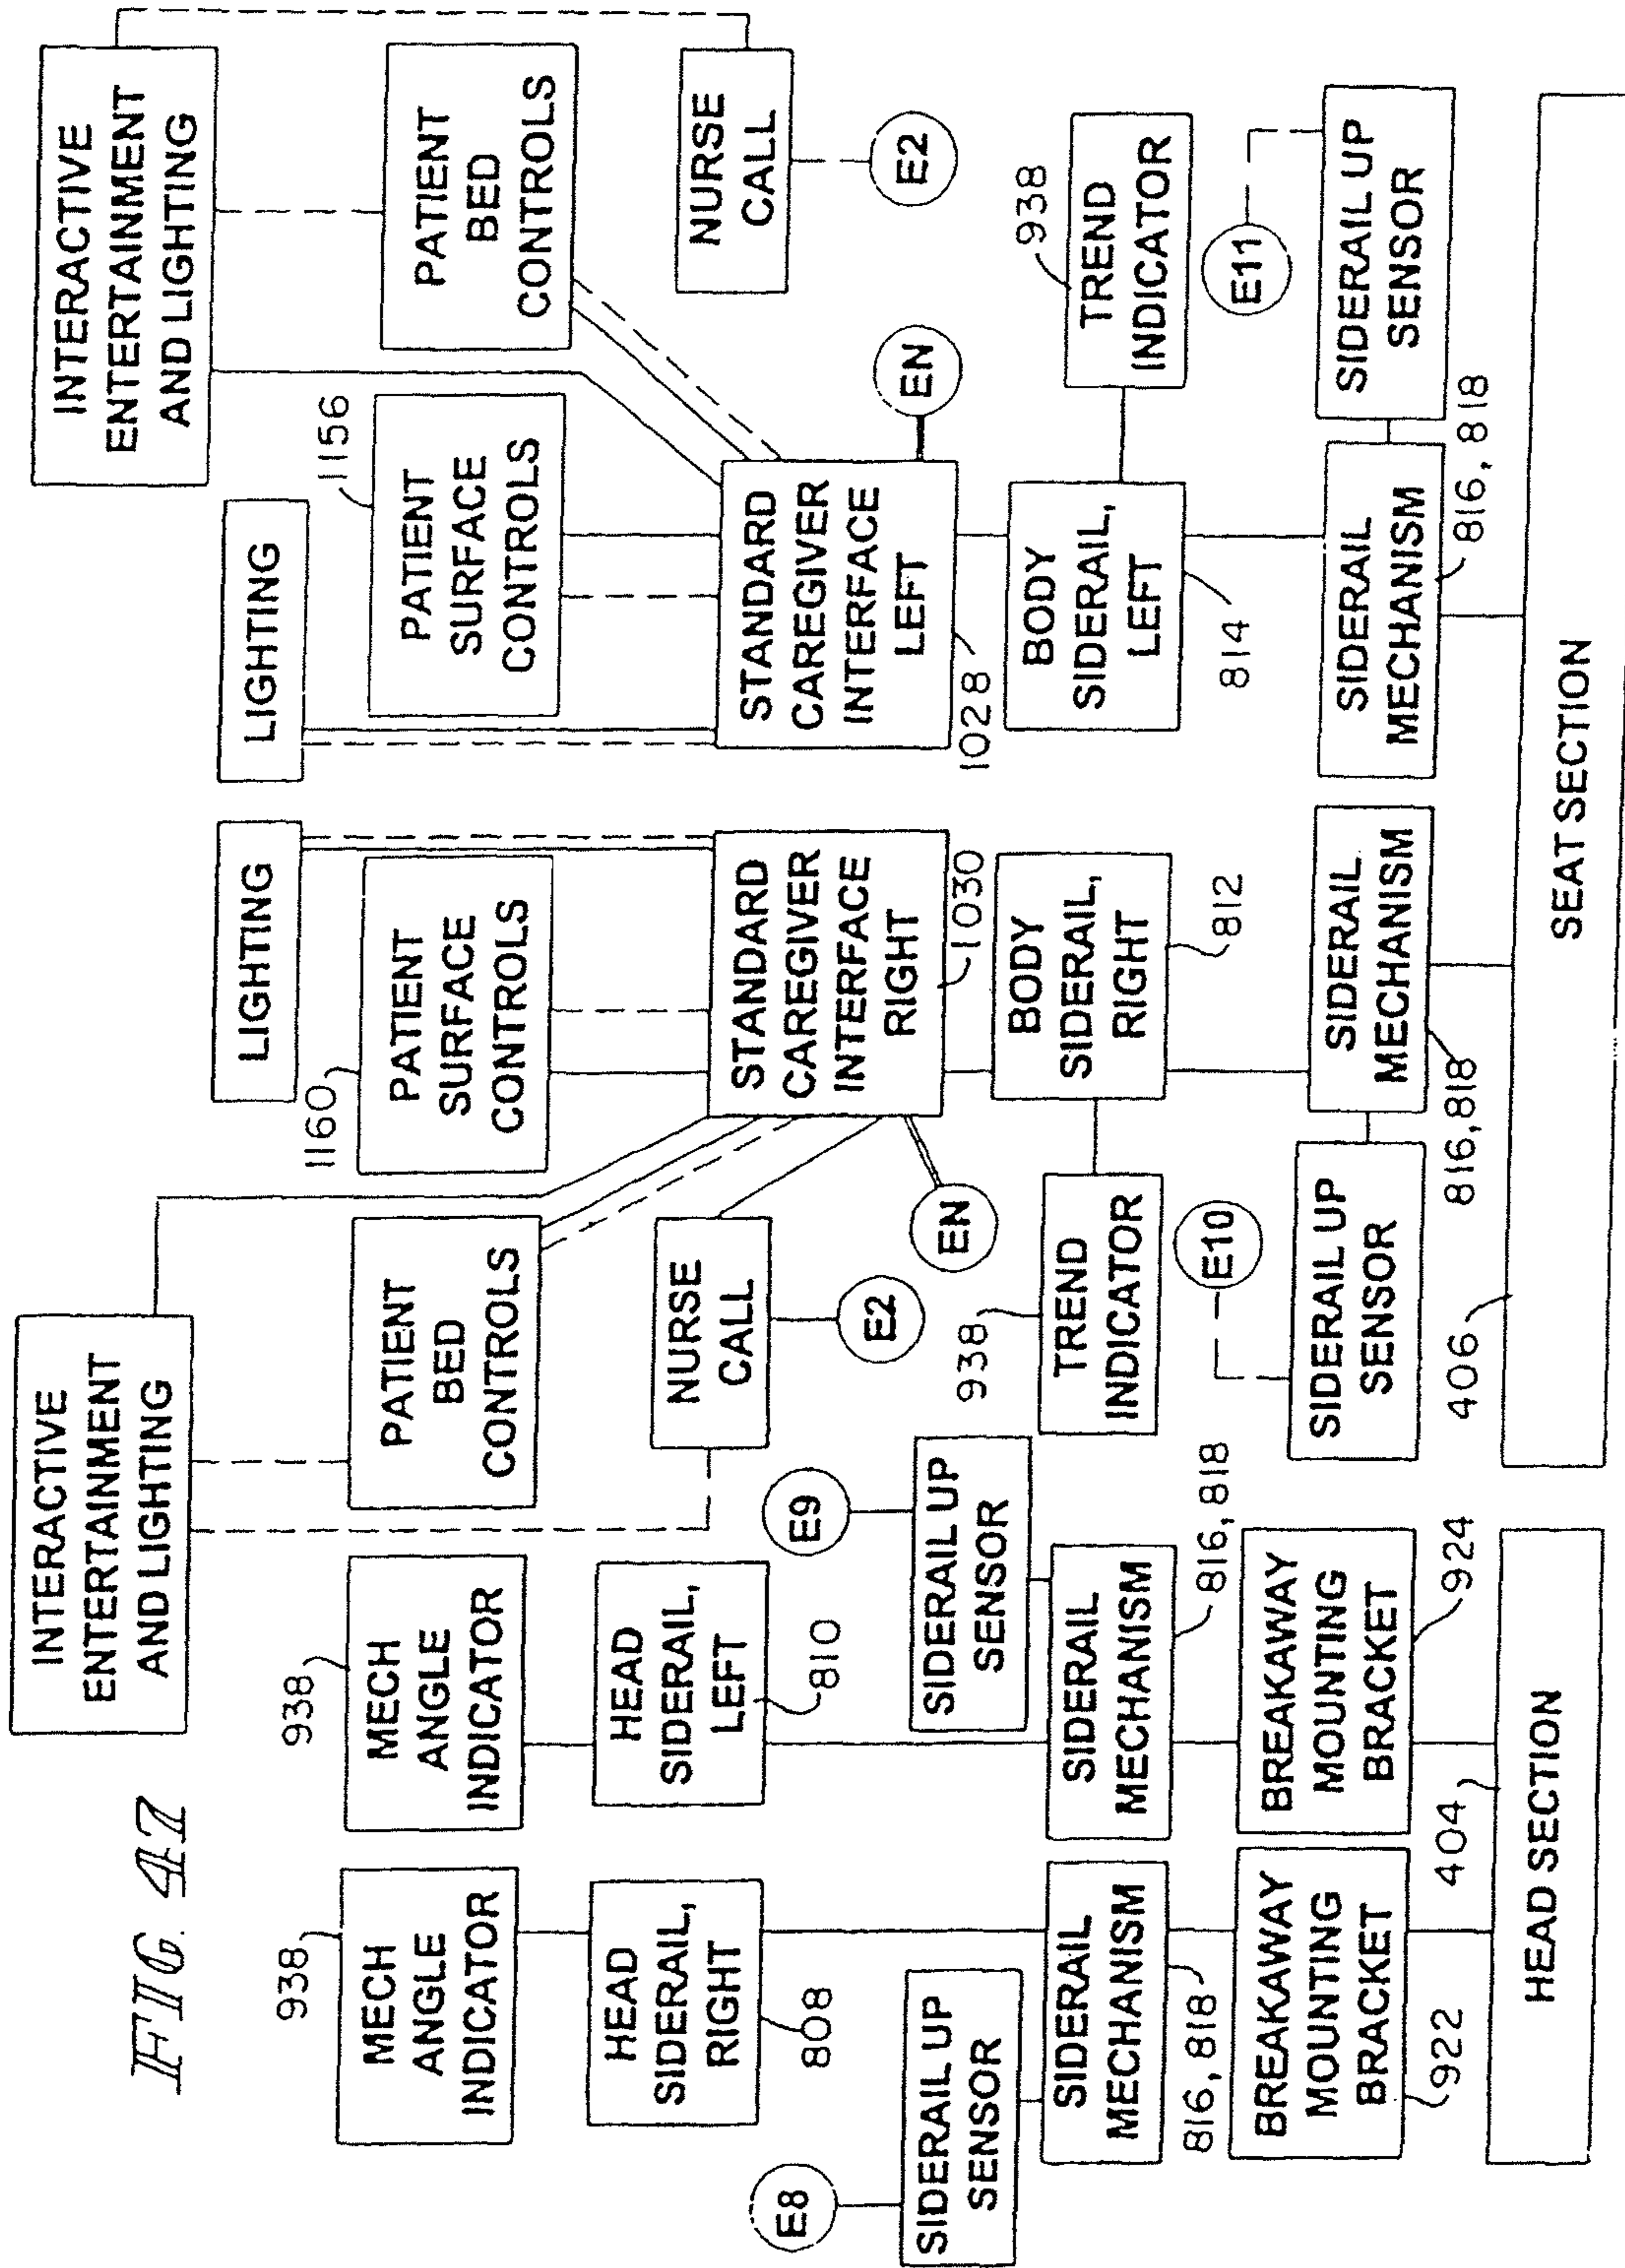 FIG. 47
INTERACTIVE
ENTERTAINMENT
AND LIGHTING
LIGHTING
LIGHTING
INTERACTIVE
ENTERTAINMENT
AND LIGHTING
938
MECH
ANGLE
INDICATOR
938
MECH
ANGLE
INDICATOR
PATIENT
BED
CONTROLS
1160
PATIENT
SURFACE
CONTROLS
1156
PATIENT
SURFACE
CONTROLS
PATIENT
BED
CONTROLS
HEAD
SIDERAIL,
RIGHT
808
HEAD
SIDERAIL,
LEFT
810
NURSE
CALL
E2
STANDARD
CAREGIVER
INTERFACE
RIGHT
1030
EN
STANDARD
CAREGIVER
INTERFACE
LEFT
1028
EN
NURSE
CALL
E2
E8
SIDERAIL UP
SENSOR
E9
SIDERAIL UP
SENSOR
938
TREND
INDICATOR
BODY
SIDERAIL,
RIGHT
812
BODY
SIDERAIL,
LEFT
814
938
TREND
INDICATOR
SIDERAIL
MECHANISM
816, 818
SIDERAIL
MECHANISM
816, 818
E10
SIDERAIL UP
SENSOR
SIDERAIL
MECHANISM
816, 818
SIDERAIL
MECHANISM
816, 818
E11
SIDERAIL UP
SENSOR
BREAKAWAY
MOUNTING
BRACKET
922
BREAKAWAY
MOUNTING
BRACKET
924
404
HEAD SECTION
406
SEAT SECTION